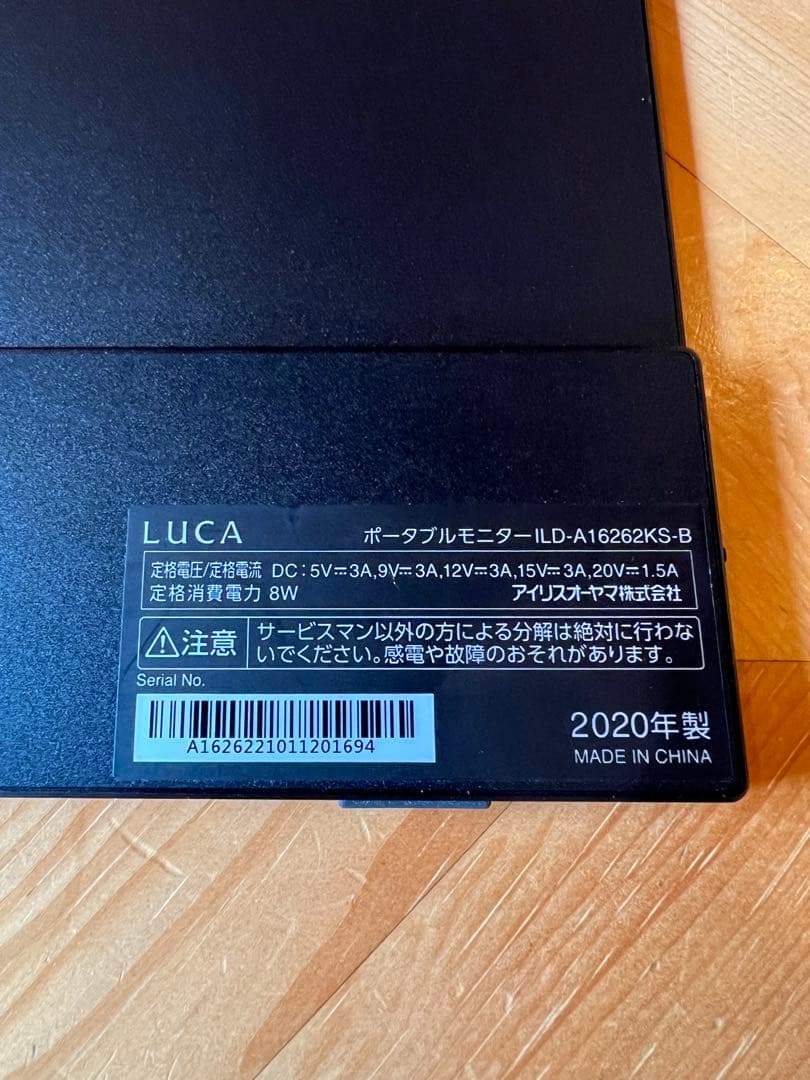 LUCA ポータブルモニターILD-A16262KS-B
定格電圧/定格電流 DC:5V⎓3A,9V⎓3A,12V⎓3A,15V⎓3A,20V⎓1.5A
定格消費電力 8W アイリスオーヤマ株式会社
⚠注意
サービスマン以外の方による分解は絶対に行わな
いでください。感電や故障のおそれがあります。
Serial No.
A1626221011201694
2020年製
MADE IN CHINA